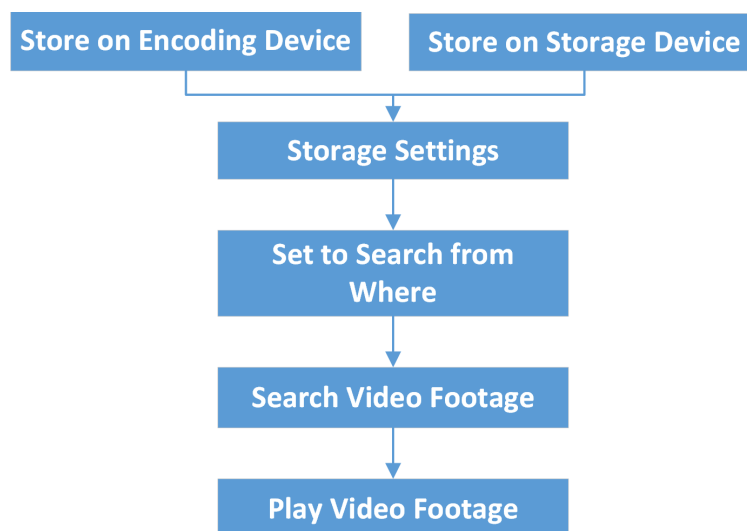 Store on Encoding Device
Store on Storage Device
Storage Settings
Set to Search from
Where
Search Video Footage
Play Video Footage